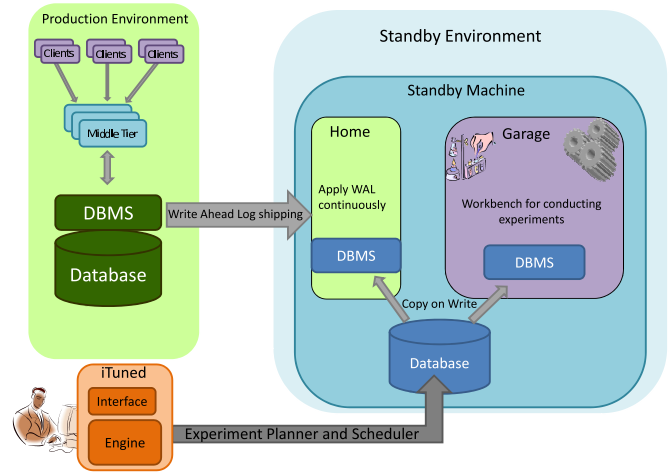 Production Environment
Clients
Clients
Clients
Middle Tier
DBMS
Database
Write Ahead Log shipping
Standby Environment
Standby Machine
Home
Apply WAL
continuously
DBMS
Garage
Workbench for conducting
experiments
DBMS
Copy on Write
Database
iTuned
Interface
Engine
Experiment Planner and Scheduler